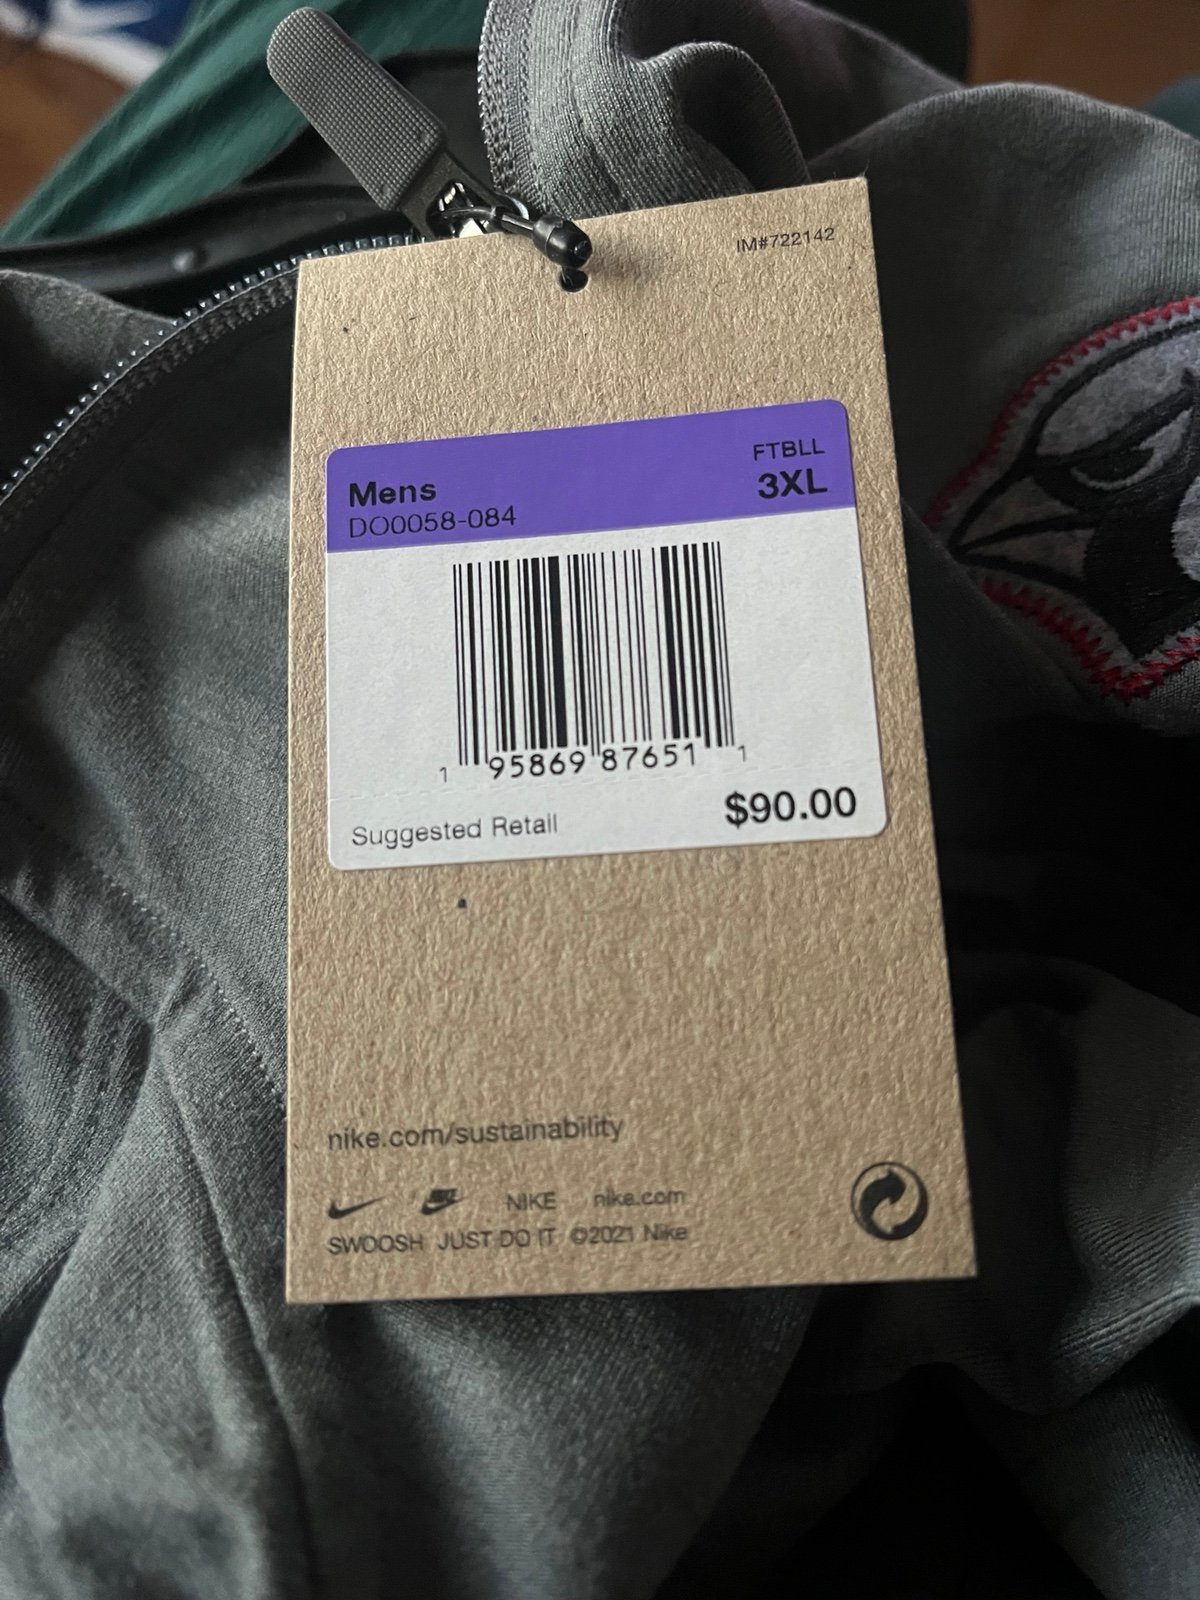 IM#722142
FTBLL
Mens 3XL
DO0058-084
1 95869 87651 1
Suggested Retail $90.00
nike.com/sustainability
NIKE NIKE nike.com
SWOOSH JUST DO IT ©2021 Nike